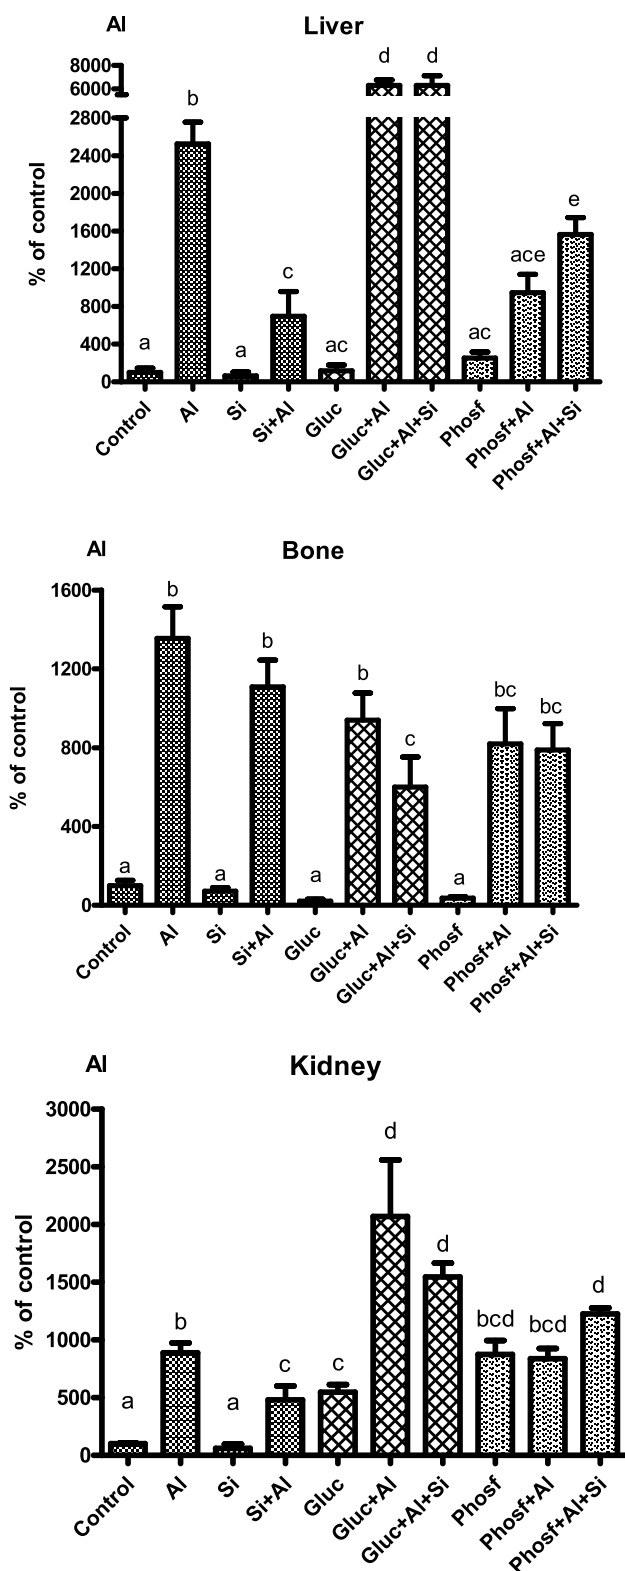 Al Liver
8000
6000
2800
2400
2000
1600
1200
800
400
0
% of control
a b a c ac d d ac ace e
Control Al Si Si+Al Gluc Gluc+Al Gluc+Al+Si Phosf Phosf+Al Phosf+Al+Si
Al Bone
1600
1200
800
400
0
% of control
a b a b a b c a bc bc
Control Al Si Si+Al Gluc Gluc+Al Gluc+Al+Si Phosf Phosf+Al Phosf+Al+Si
Al Kidney
3000
2500
2000
1500
1000
500
0
% of control
a b a c c d d bcd bcd d
Control Al Si Si+Al Gluc Gluc+Al Gluc+Al+Si Phosf Phosf+Al Phosf+Al+Si